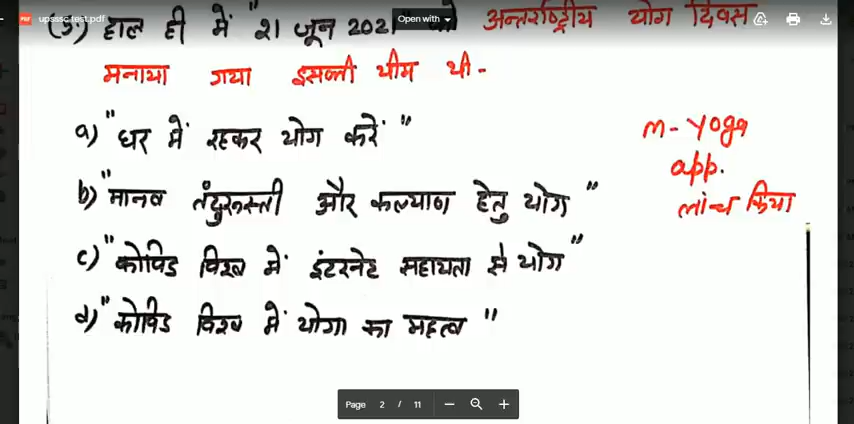 upsssc test.pdf
Open with
(3) हाल ही में "21 जून 2021" को अन्तर्राष्ट्रीय योग दिवस
मनाया गया इसकी थीम थी -
a) "घर में रहकर योग करें"
b) "मानव तंदुरूस्ती और कल्याण हेतु योग"
c) "कोविड विश्व में इंटरनेट सहायता से योग"
d) "कोविड विश्व में योगा का महत्व"
m-yoga
app.
लांन्च किया
Page 2 / 11